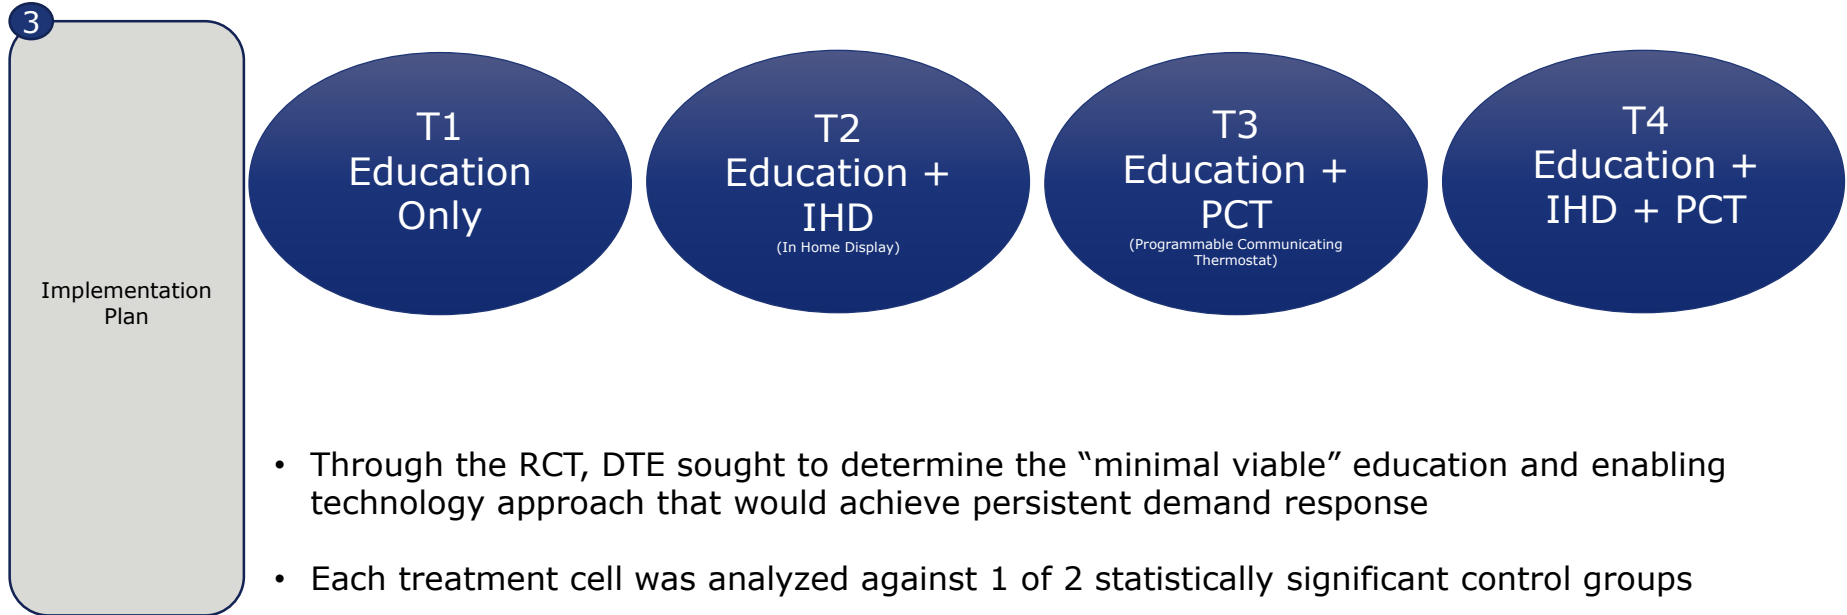 3
Implementation
Plan
T1
Education
Only
T2
Education +
IHD
(In Home Display)
T3
Education +
PCT
(Programmable Communicating
Thermostat)
T4
Education +
IHD + PCT
• Through the RCT, DTE sought to determine the “minimal viable” education and enabling
technology approach that would achieve persistent demand response
• Each treatment cell was analyzed against 1 of 2 statistically significant control groups